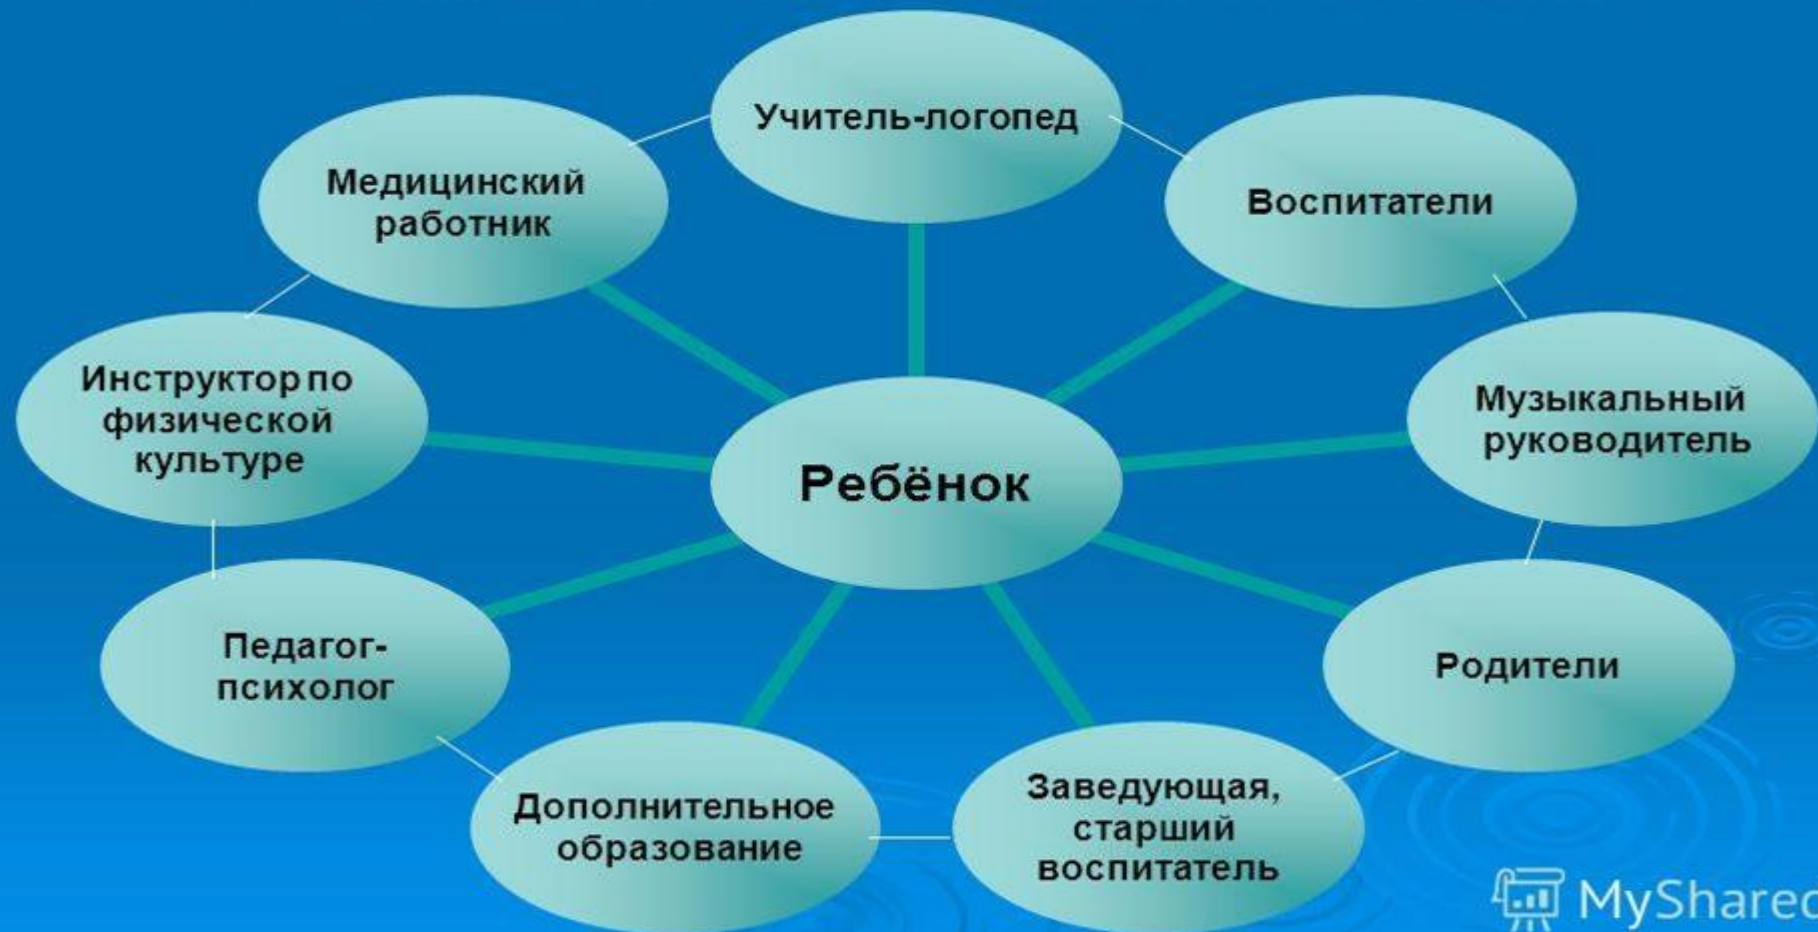 Учитель-логопед
Медицинский
работник
Воспитатели
Инструктор по
физической
культуре
Музыкальный
руководитель
Ребёнок
Педагог-
психолог
Родители
Дополнительное
образование
Заведующая,
старший
воспитатель
MyShared